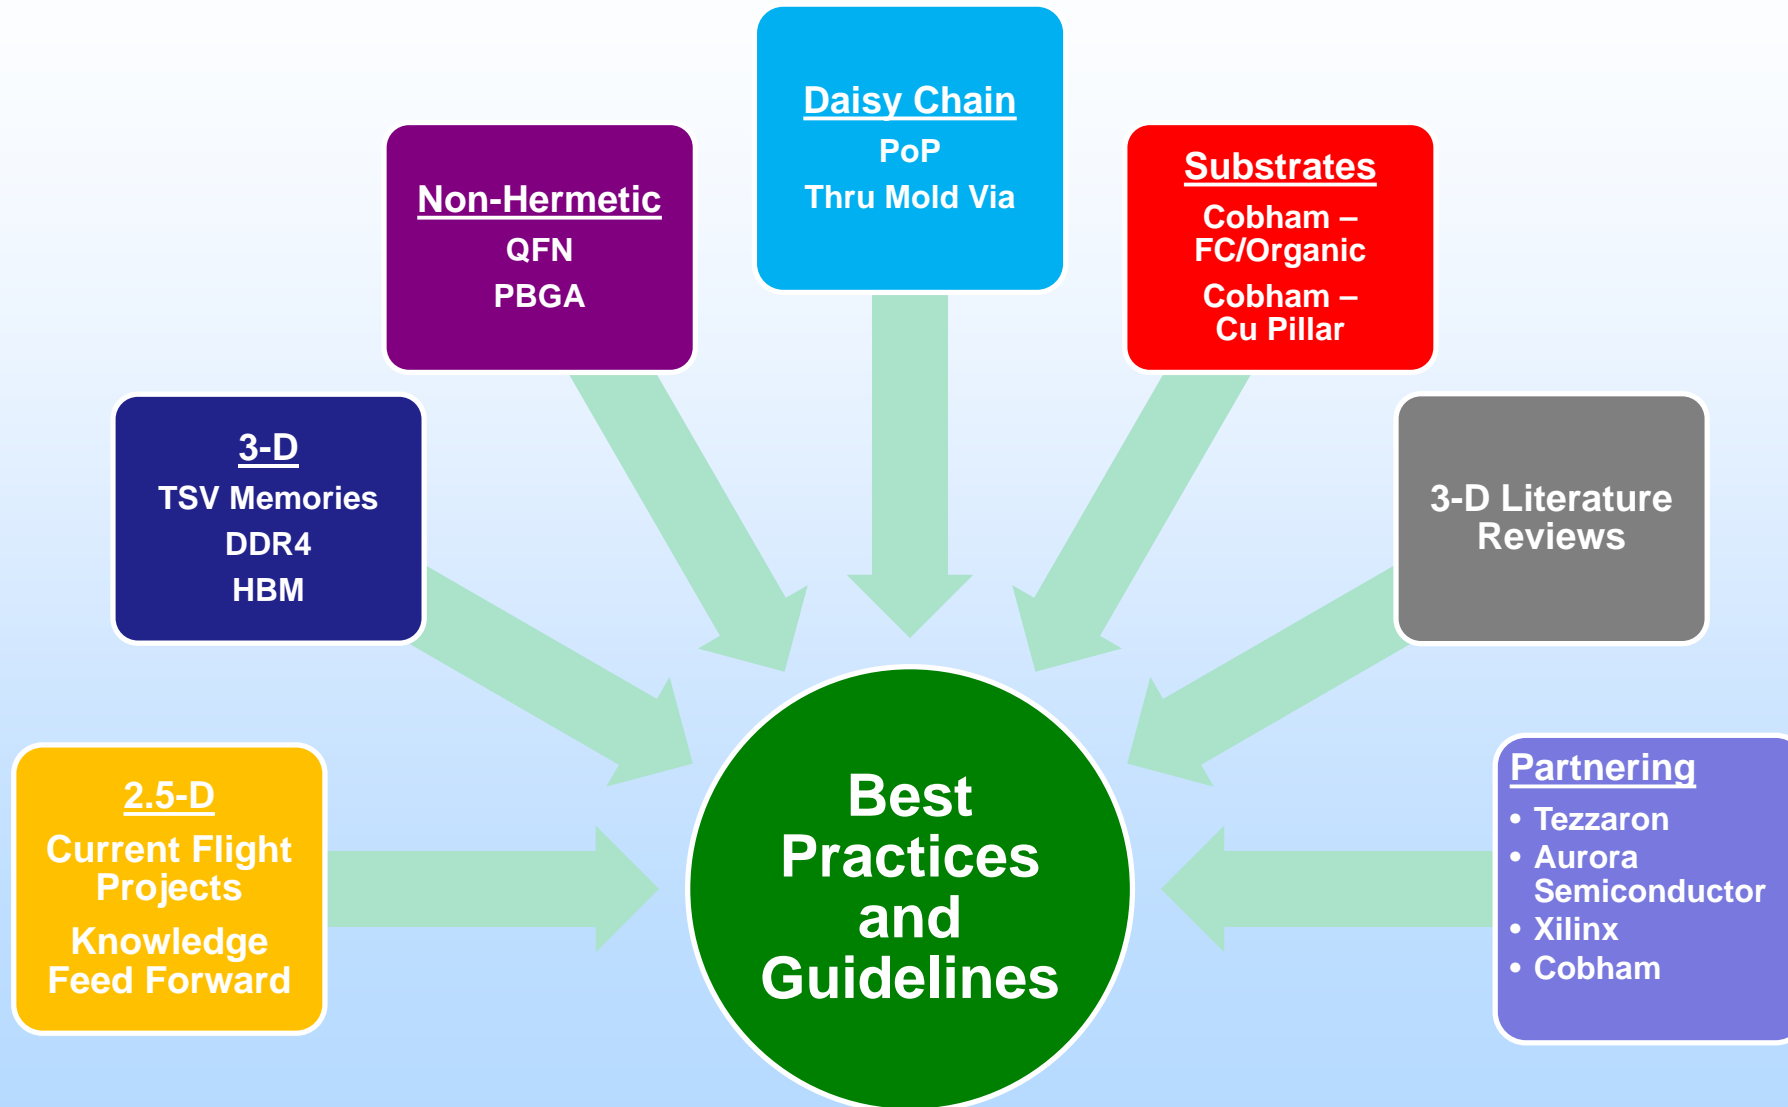 Daisy Chain
PoP
Thru Mold Via
Non-Hermetic
QFN
PBGA
Substrates
Cobham –
FC/Organic
Cobham –
Cu Pillar
3-D
TSV Memories
DDR4
HBM
3-D Literature
Reviews
2.5-D
Current Flight
Projects
Knowledge
Feed Forward
Best
Practices
and
Guidelines
Partnering
• Tezzaron
• Aurora
Semiconductor
• Xilinx
• Cobham